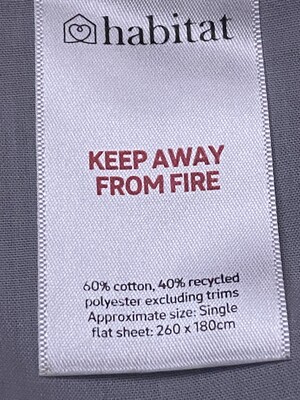 habitat
KEEP AWAY
FROM FIRE
60% cotton, 40% recycled
polyester excluding trims
Approximate size: Single
flat sheet: 260 x 180cm